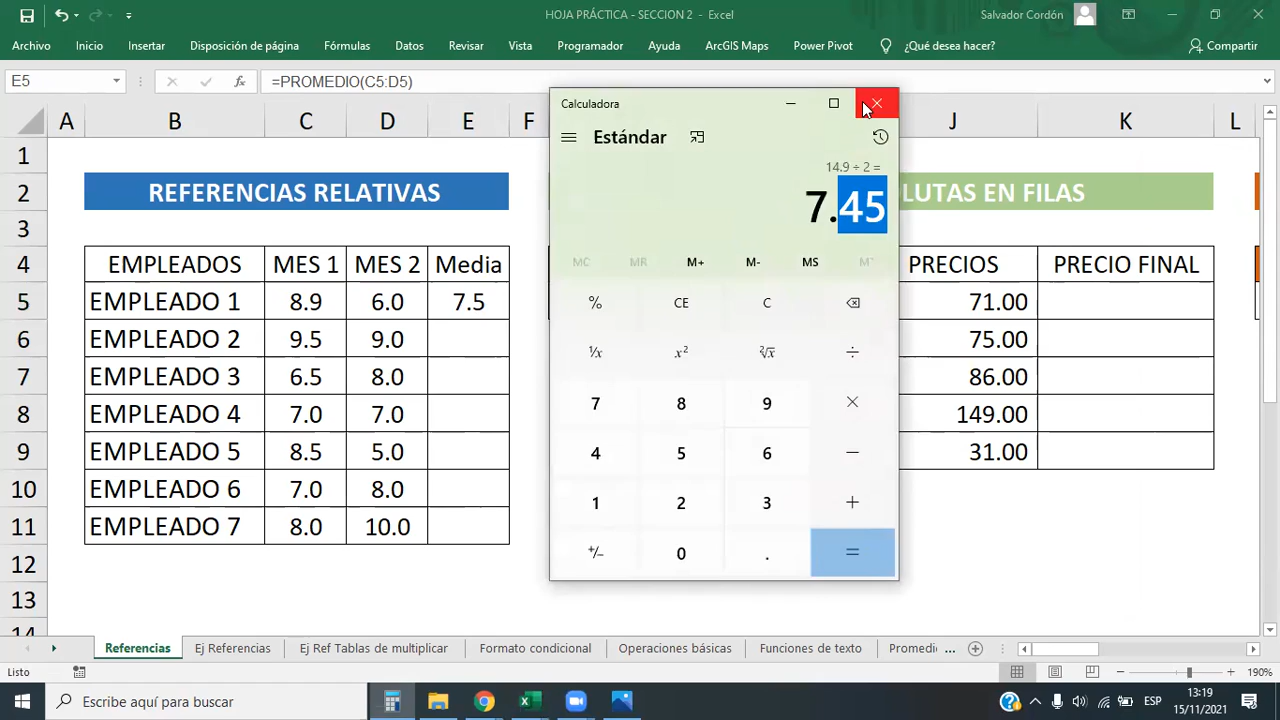 HOJA PRÁCTICA - SECCION 2 - Excel
Salvador Cordón
Archivo Inicio Insertar Disposición de página Fórmulas Datos Revisar Vista Programador Ayuda ArcGIS Maps Power Pivot ¿Qué desea hacer? Compartir
E5 fx =PROMEDIO(C5:D5)
A B C D E F J K L
1
2 REFERENCIAS RELATIVAS LUTAS EN FILAS
3
4 EMPLEADOS MES 1 MES 2 Media PRECIOS PRECIO FINAL
5 EMPLEADO 1 8.9 6.0 7.5 71.00
6 EMPLEADO 2 9.5 9.0 75.00
7 EMPLEADO 3 6.5 8.0 86.00
8 EMPLEADO 4 7.0 7.0 149.00
9 EMPLEADO 5 8.5 5.0 31.00
10 EMPLEADO 6 7.0 8.0
11 EMPLEADO 7 8.0 10.0
12
13
14
Calculadora
Estándar
14.9 ÷ 2 =
7.45
MC MR M+ M- MS
% CE C
¹/x x² ²√x ÷
7 8 9 ×
4 5 6 −
1 2 3 +
+/− 0 . =
Referencias Ej Referencias Ej Ref Tablas de multiplicar Formato condicional Operaciones básicas Funciones de texto Promedi ...
Listo 190%
Escribe aquí para buscar
ESP
13:19
15/11/2021